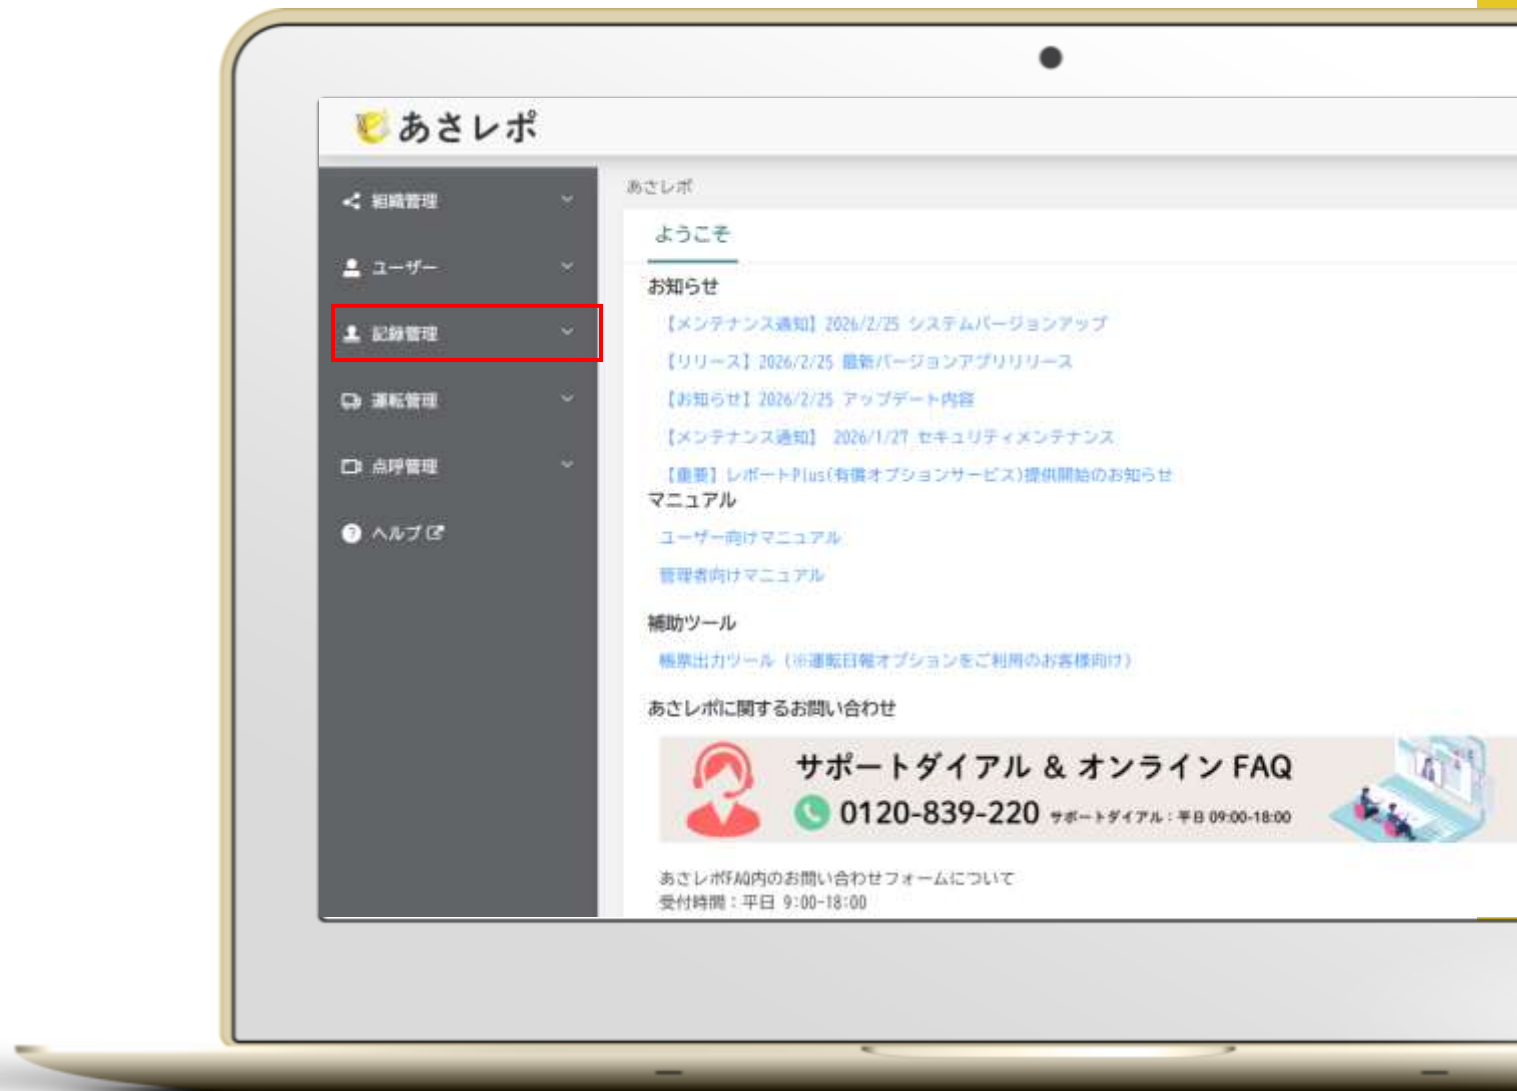 あさレポ
組織管理
ユーザー
記録管理
運転管理
点呼管理
ヘルプ
あさレポ
ようこそ
お知らせ
【メンテナンス通知】2026/2/25 システムバージョンアップ
【リリース】2026/2/25 最新バージョンアプリリリース
【お知らせ】2026/2/25 アップデート内容
【メンテナンス通知】 2026/1/27 セキュリティメンテナンス
【重要】レポートPlus(有償オプションサービス)提供開始のお知らせ
マニュアル
ユーザー向けマニュアル
管理者向けマニュアル
補助ツール
帳票出力ツール（※運転日報オプションをご利用のお客様向け）
あさレポに関するお問い合わせ
サポートダイアル & オンライン FAQ
0120-839-220 サポートダイアル：平日 09:00-18:00
あさレポFAQ内のお問い合わせフォームについて
受付時間：平日 9:00-18:00